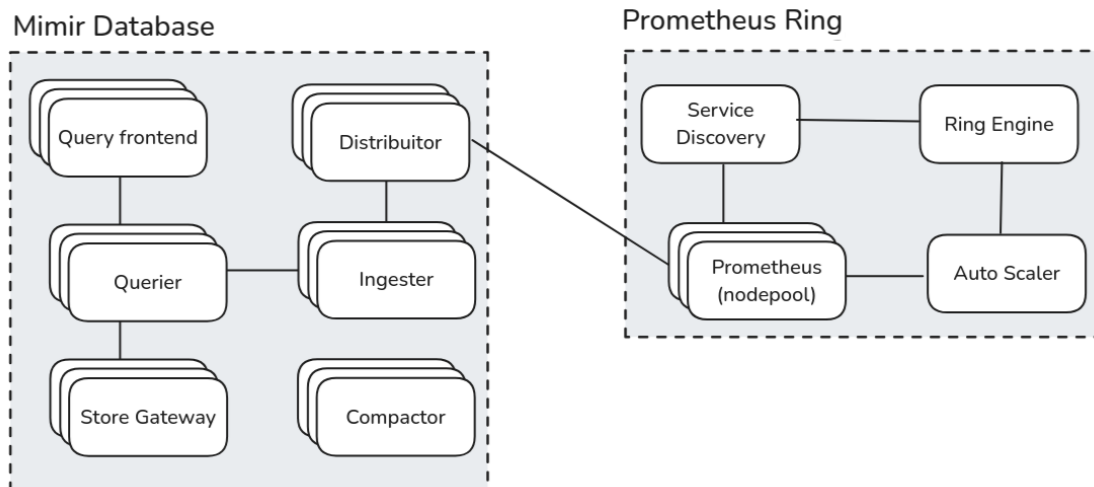 Mimir Database
Query frontend
Distribuitor
Querier
Ingester
Store Gateway
Compactor
Prometheus Ring
Service
Discovery
Ring Engine
Prometheus
(nodepool)
Auto Scaler